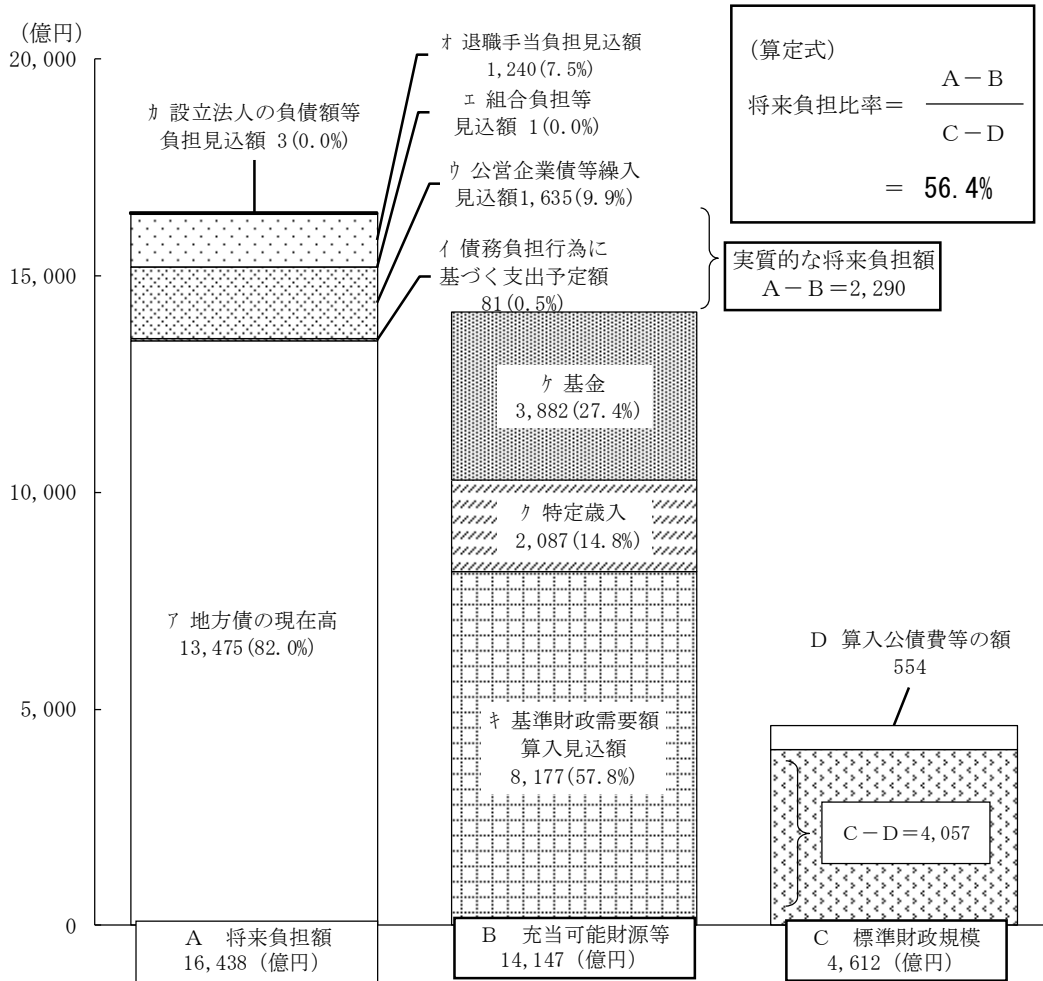 (億円)
20,000
15,000
10,000
5,000
0
ｶ 設立法人の負債額等
負担見込額 3(0.0%)
ｵ 退職手当負担見込額
1,240(7.5%)
ｴ 組合負担等
見込額 1(0.0%)
ｳ 公営企業債等繰入
見込額1,635(9.9%)
ｲ 債務負担行為に
基づく支出予定額
81(0.5%)
ｱ 地方債の現在高
13,475(82.0%)
ｹ 基金
3,882(27.4%)
ｸ 特定歳入
2,087(14.8%)
ｷ 基準財政需要額
算入見込額
8,177(57.8%)
(算定式)
将来負担比率＝
Ａ－Ｂ
Ｃ－Ｄ
＝ 56.4%
実質的な将来負担額
Ａ－Ｂ＝2,290
Ｄ 算入公債費等の額
554
Ｃ－Ｄ＝4,057
Ａ 将来負担額
16,438 (億円)
Ｂ 充当可能財源等
14,147 (億円)
Ｃ 標準財政規模
4,612 (億円)